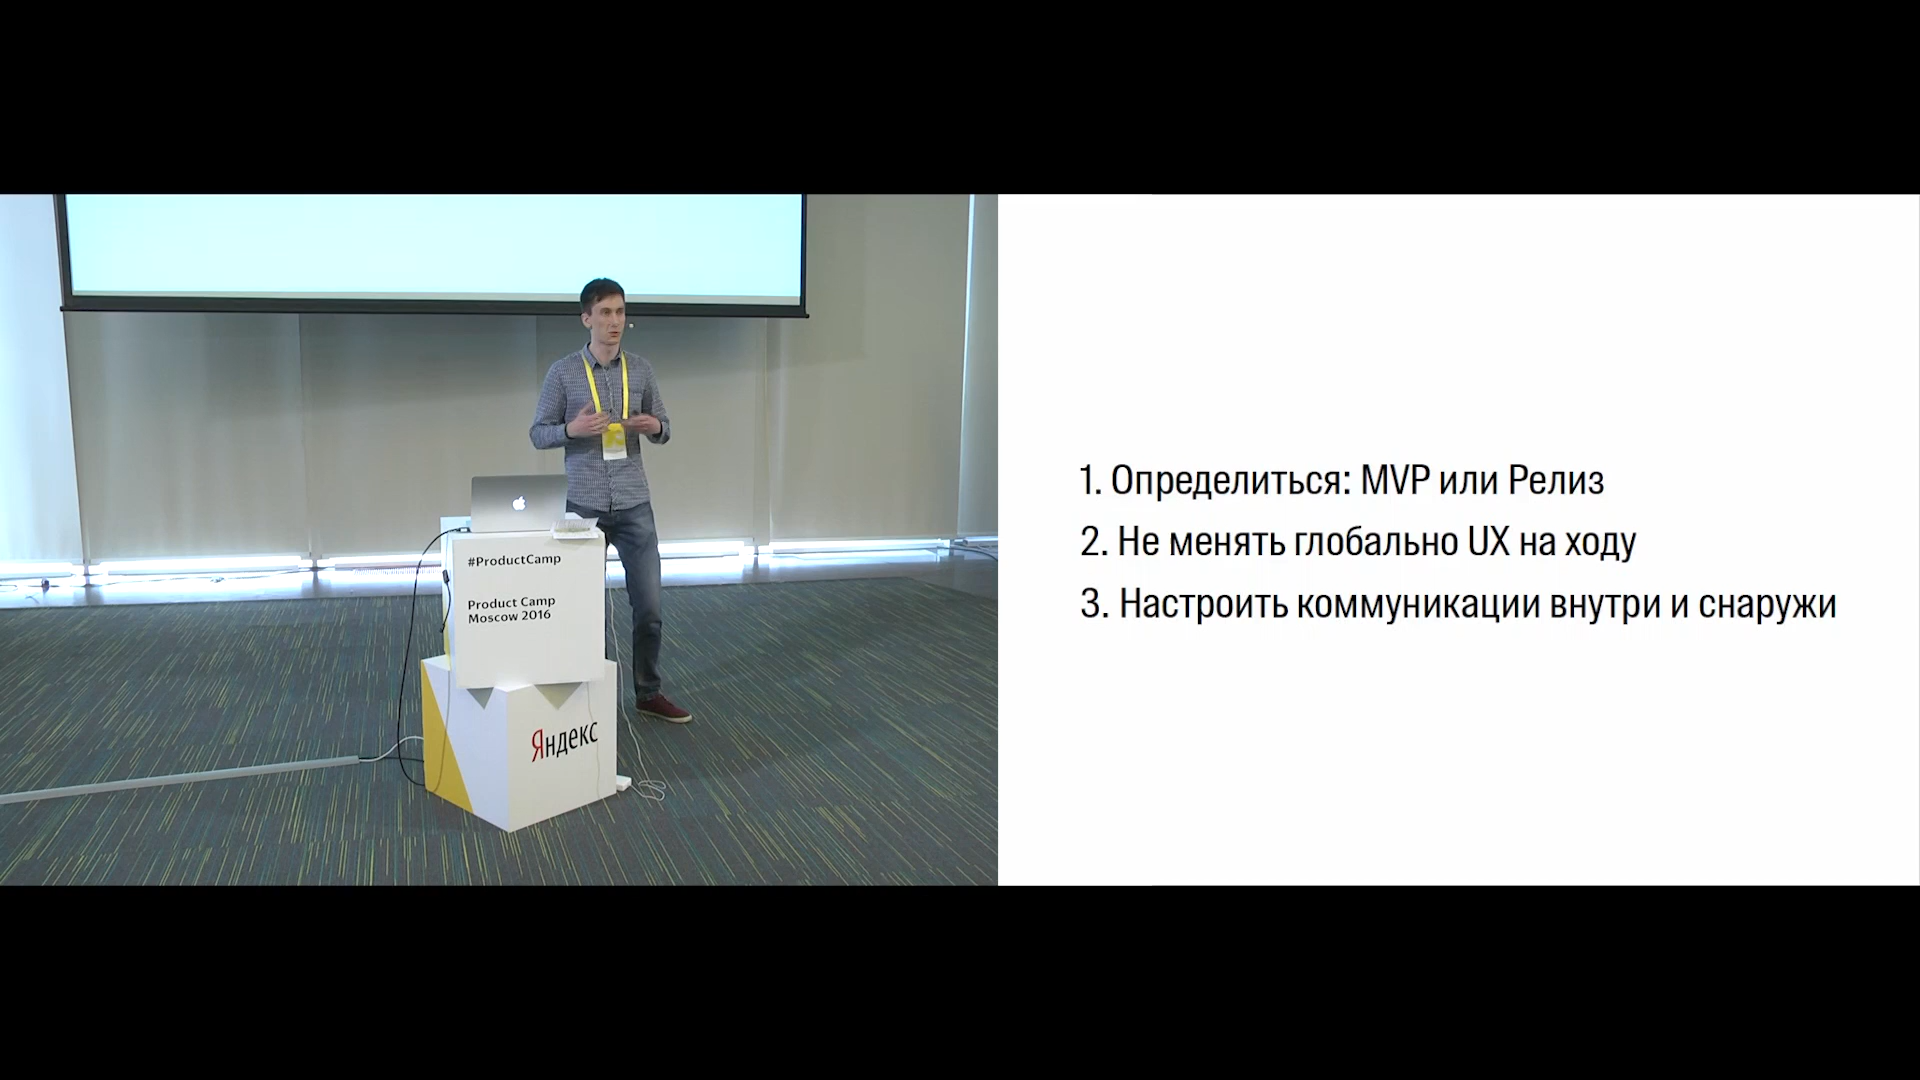 #ProductCamp
Product Camp
Moscow 2016
Яндекс
1. Определиться: MVP или Релиз
2. Не менять глобально UX на ходу
3. Настроить коммуникации внутри и снаружи